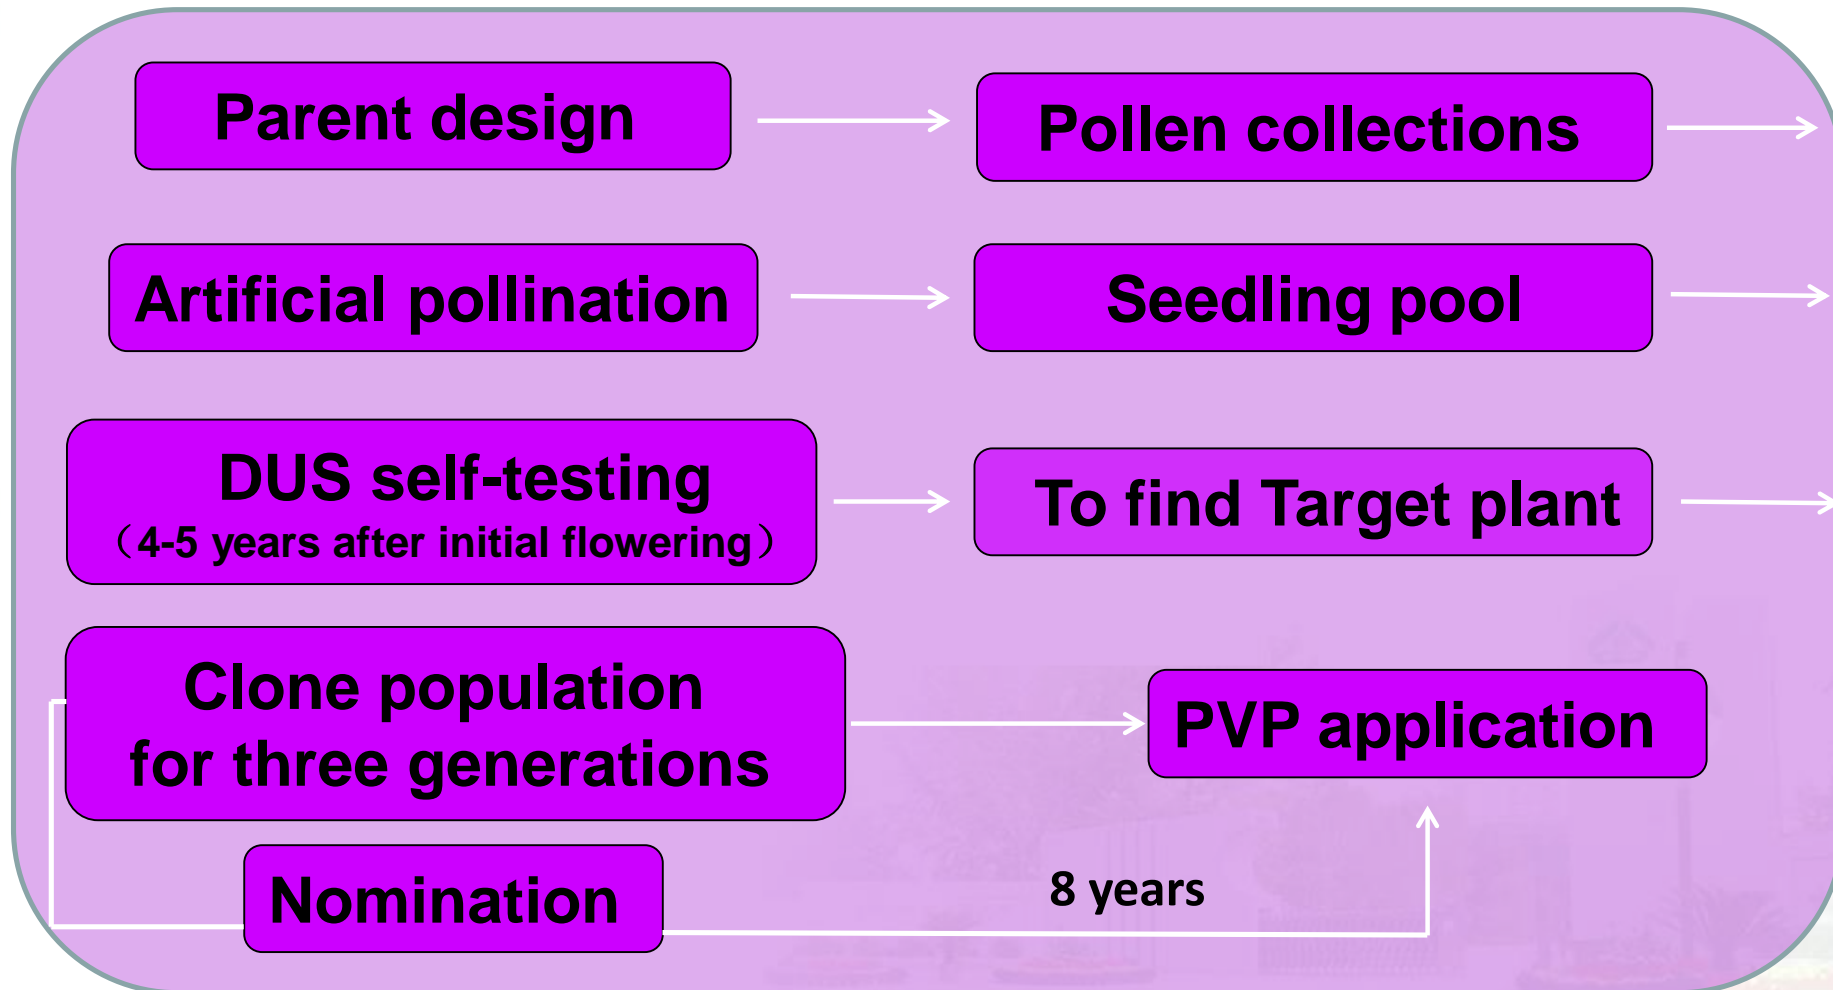 Parent design
Pollen collections
Artificial pollination
Seedling pool
DUS self-testing
（4-5 years after initial flowering）
To find Target plant
Clone population
for three generations
PVP application
Nomination
8 years